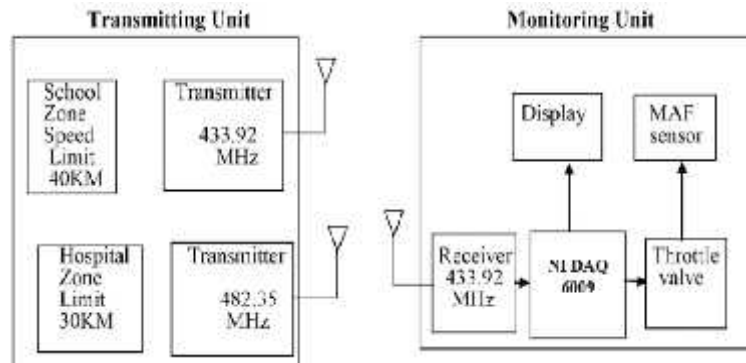 Transmitting Unit
School
Zone
Speed
Limit
40KM
Transmitter
433.92
MHz
Hospital
Zone
Limit
30KM
Transmitter
482.35
MHz
Monitoring Unit
Display
MAF
sensor
Receiver
433.92
MHz
NI DAQ
6009
Throttle
valve